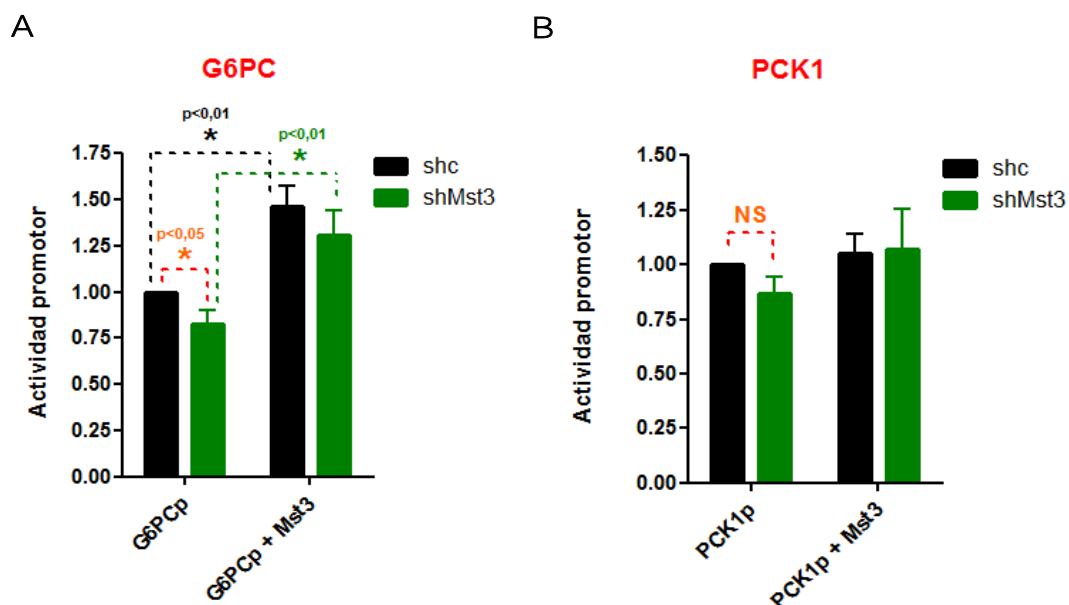 A
G6PC
p<0,01
*
p<0,01
*
p<0,05
*
shc
shMst3
Actividad promotor
1.75
1.50
1.25
1.00
0.75
0.50
0.25
0.00
G6PCp
G6PCp + Mst3
B
PCK1
NS
shc
shMst3
Actividad promotor
1.50
1.25
1.00
0.75
0.50
0.25
0.00
PCK1p
PCK1p + Mst3